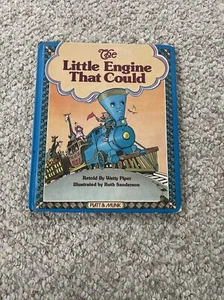 The
Little Engine
That Could
Retold By Watty Piper
Illustrated by Ruth Sanderson
PLATT & MUNK